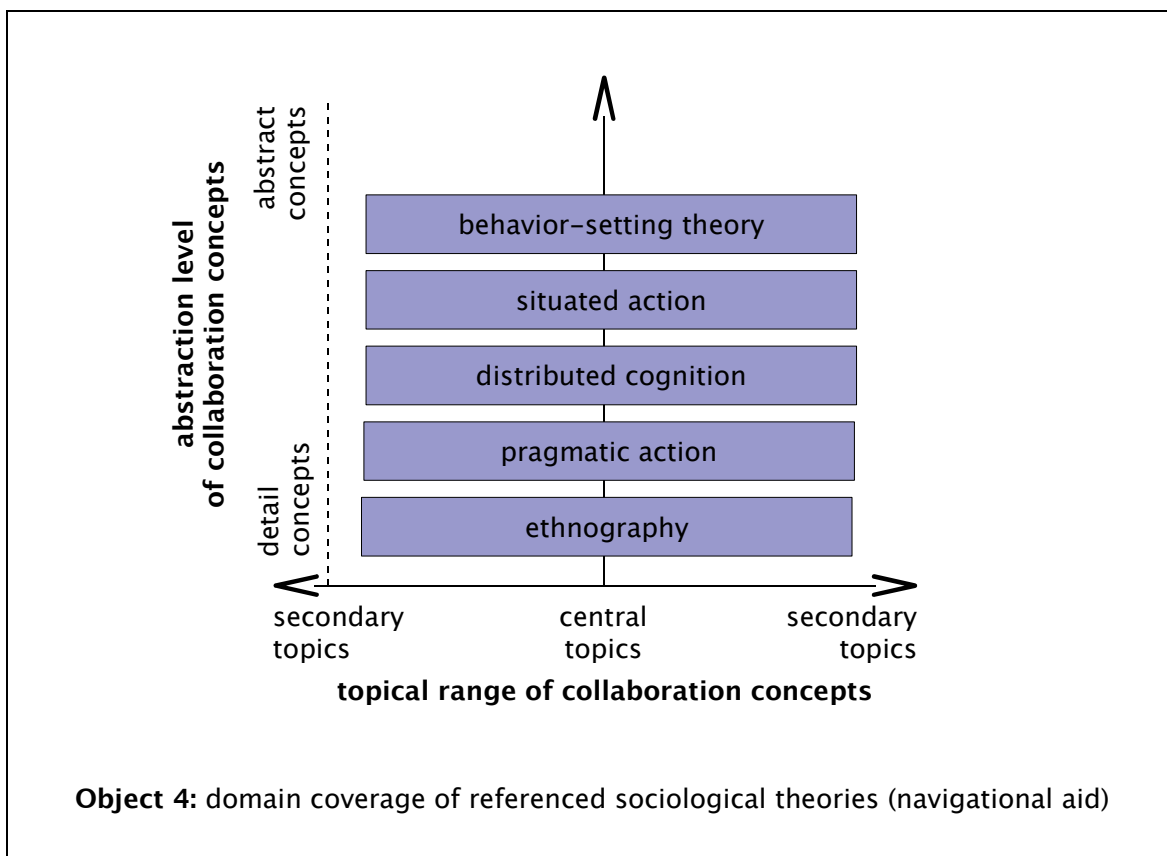 abstraction level
of collaboration concepts
abstract
concepts
detail
concepts
behavior–setting theory
situated action
distributed cognition
pragmatic action
ethnography
secondary
topics
central
topics
secondary
topics
topical range of collaboration concepts
Object 4: domain coverage of referenced sociological theories (navigational aid)